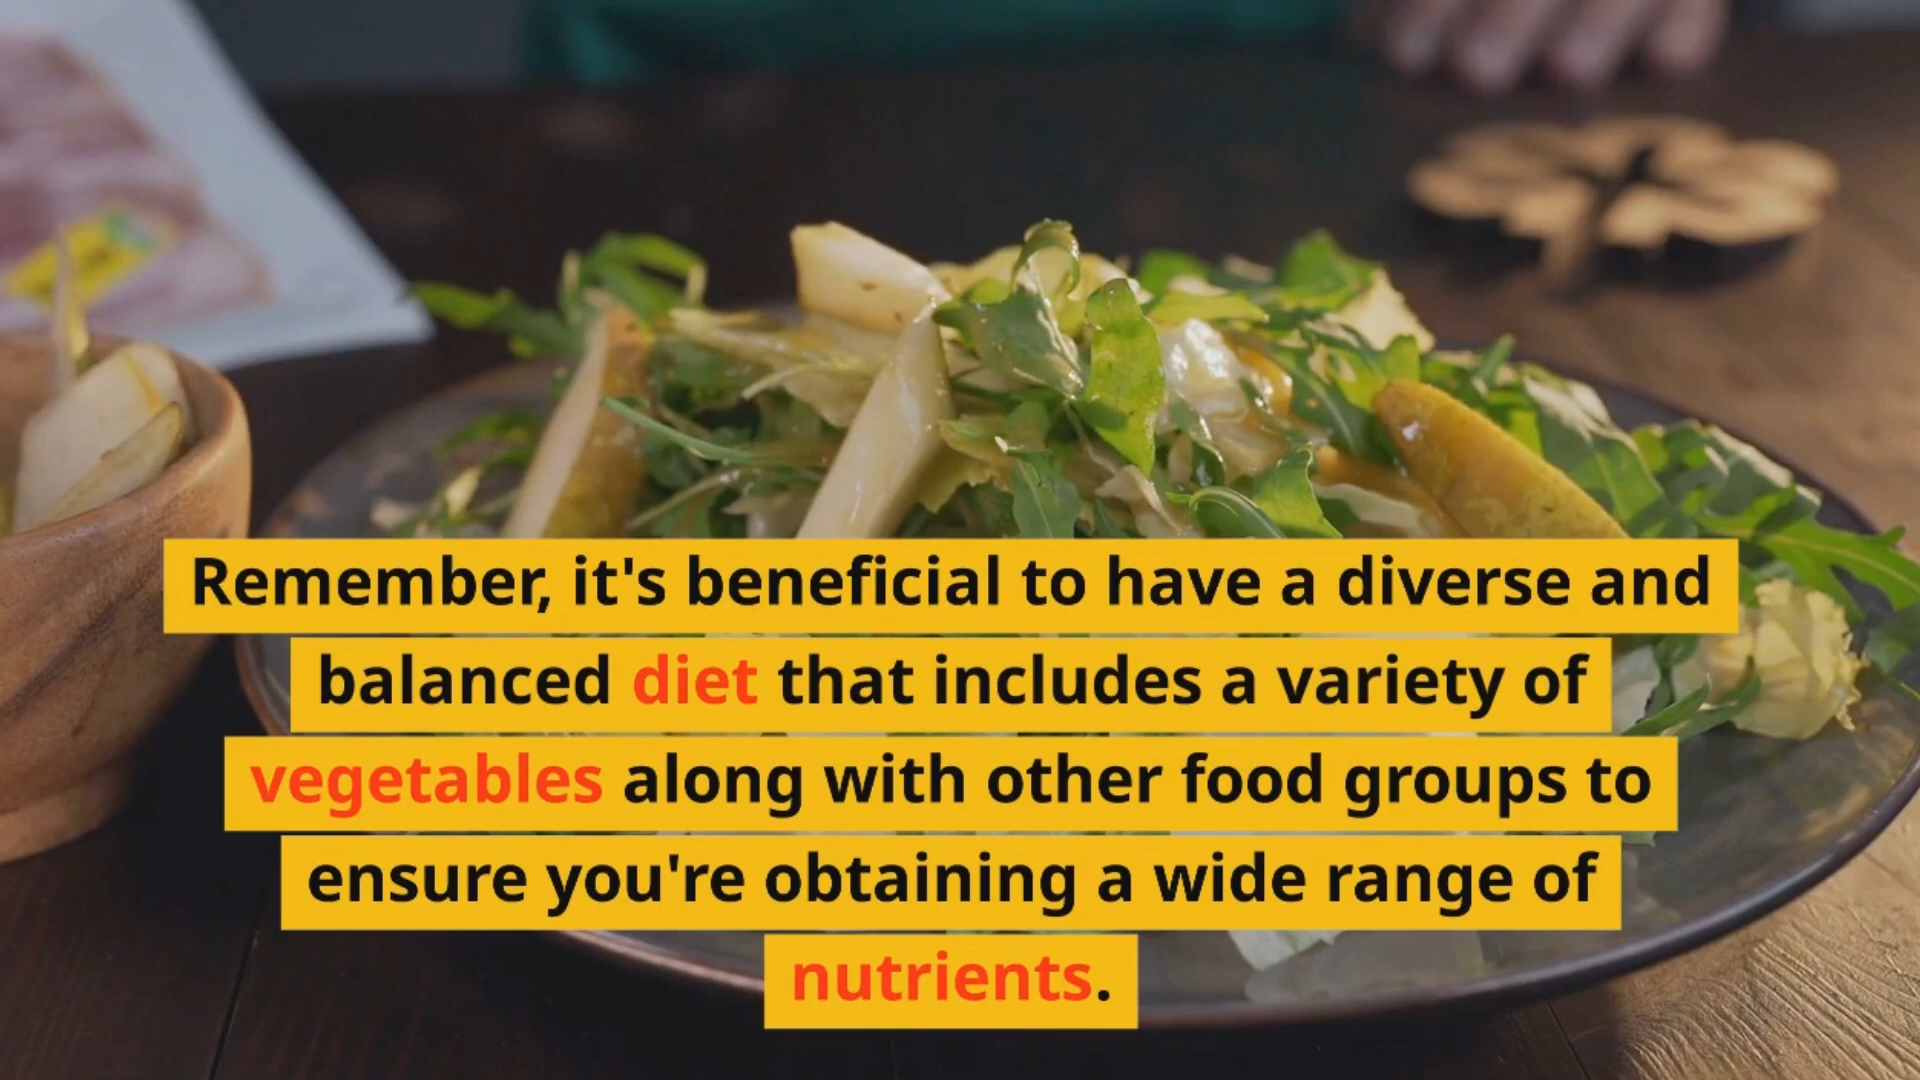 Remember, it's beneficial to have a diverse and
balanced diet that includes a variety of
vegetables along with other food groups to
ensure you're obtaining a wide range of
nutrients.